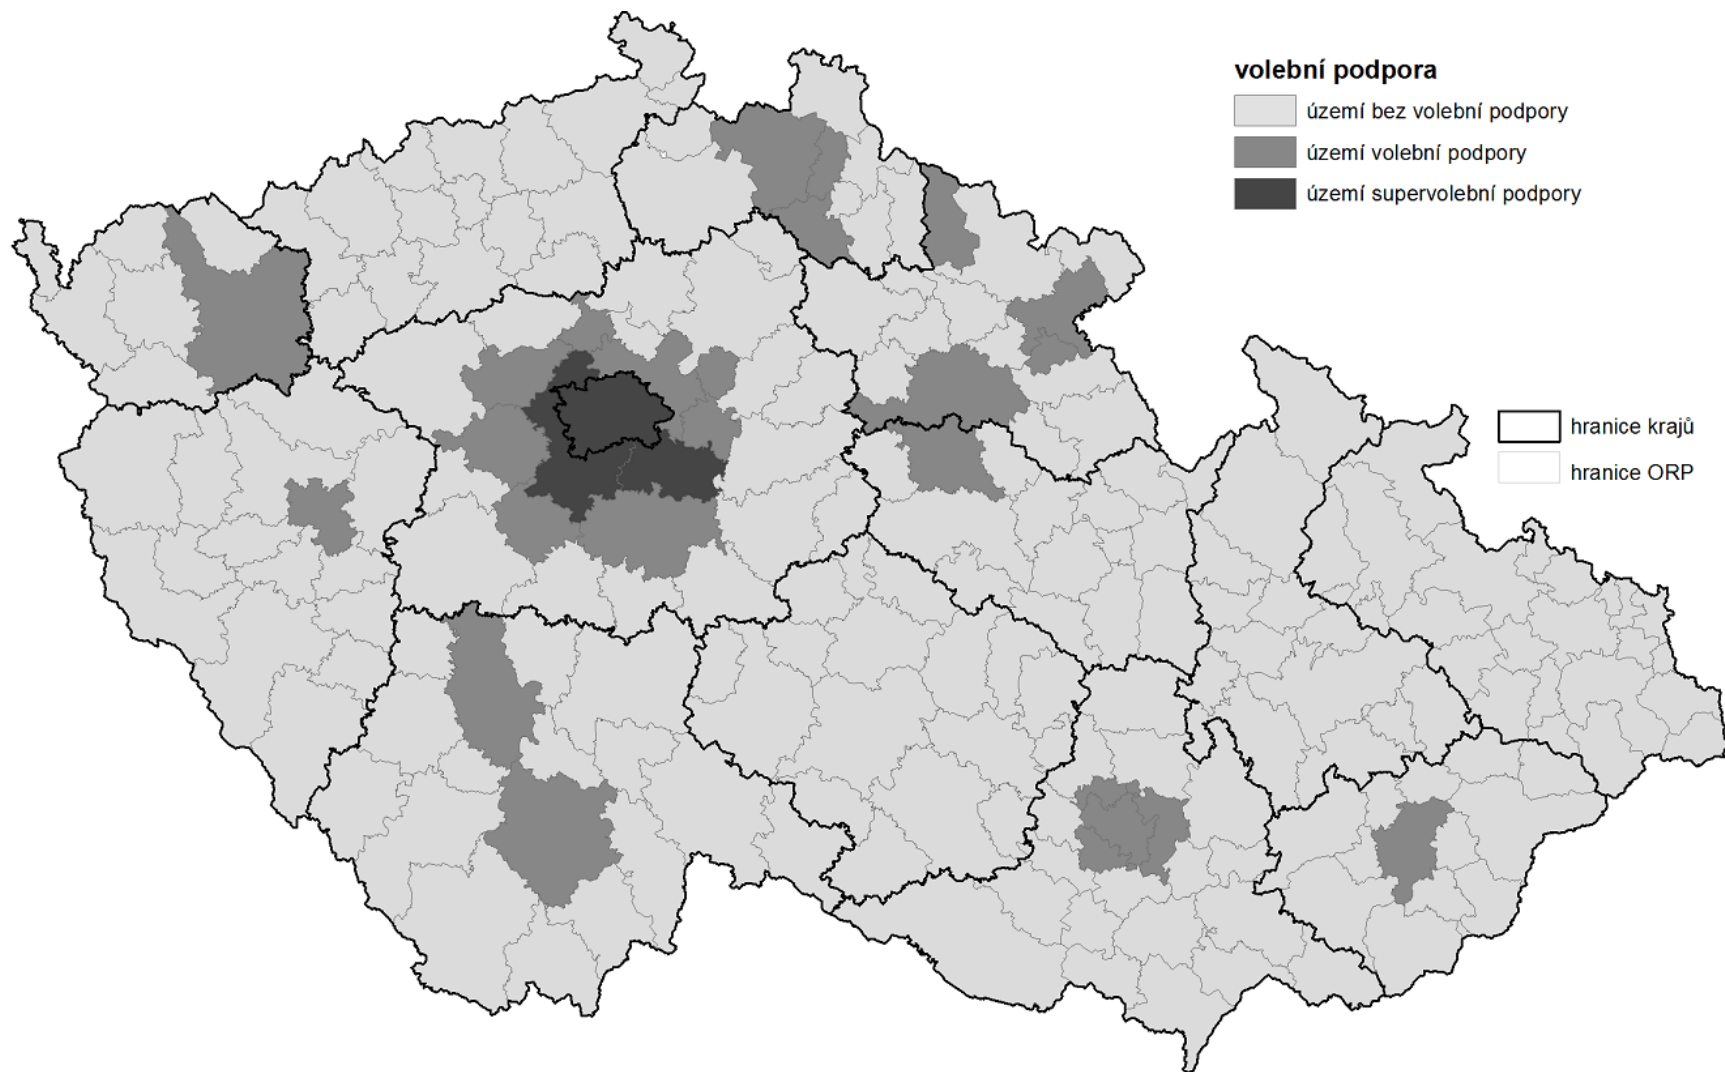 volební podpora
území bez volební podpory
území volební podpory
území supervolební podpory
hranice krajů
hranice ORP